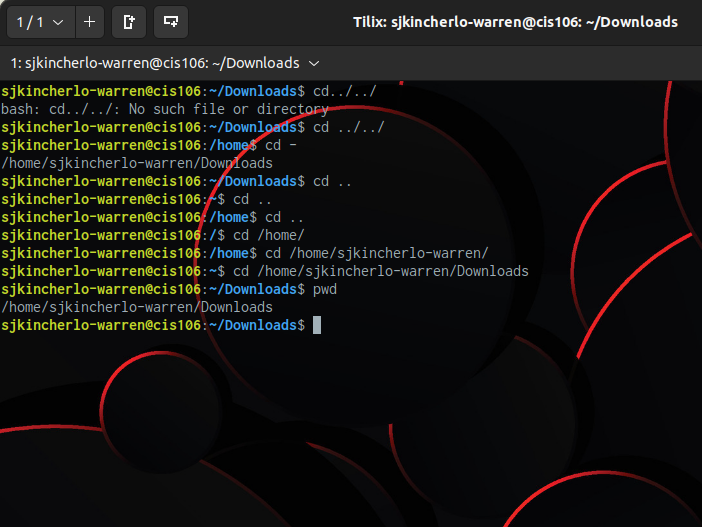 1 / 1
Tilix: sjkincherlo-warren@cis106: ~/Downloads
1: sjkincherlo-warren@cis106: ~/Downloads
sjkincherlo-warren@cis106:~/Downloads$ cd../../
bash: cd../../: No such file or directory
sjkincherlo-warren@cis106:~/Downloads$ cd ../../
sjkincherlo-warren@cis106:/home$ cd -
/home/sjkincherlo-warren/Downloads
sjkincherlo-warren@cis106:~/Downloads$ cd ..
sjkincherlo-warren@cis106:~$ cd ..
sjkincherlo-warren@cis106:/home$ cd ..
sjkincherlo-warren@cis106:/$ cd /home/
sjkincherlo-warren@cis106:/home$ cd /home/sjkincherlo-warren/
sjkincherlo-warren@cis106:~$ cd /home/sjkincherlo-warren/Downloads
sjkincherlo-warren@cis106:~/Downloads$ pwd
/home/sjkincherlo-warren/Downloads
sjkincherlo-warren@cis106:~/Downloads$